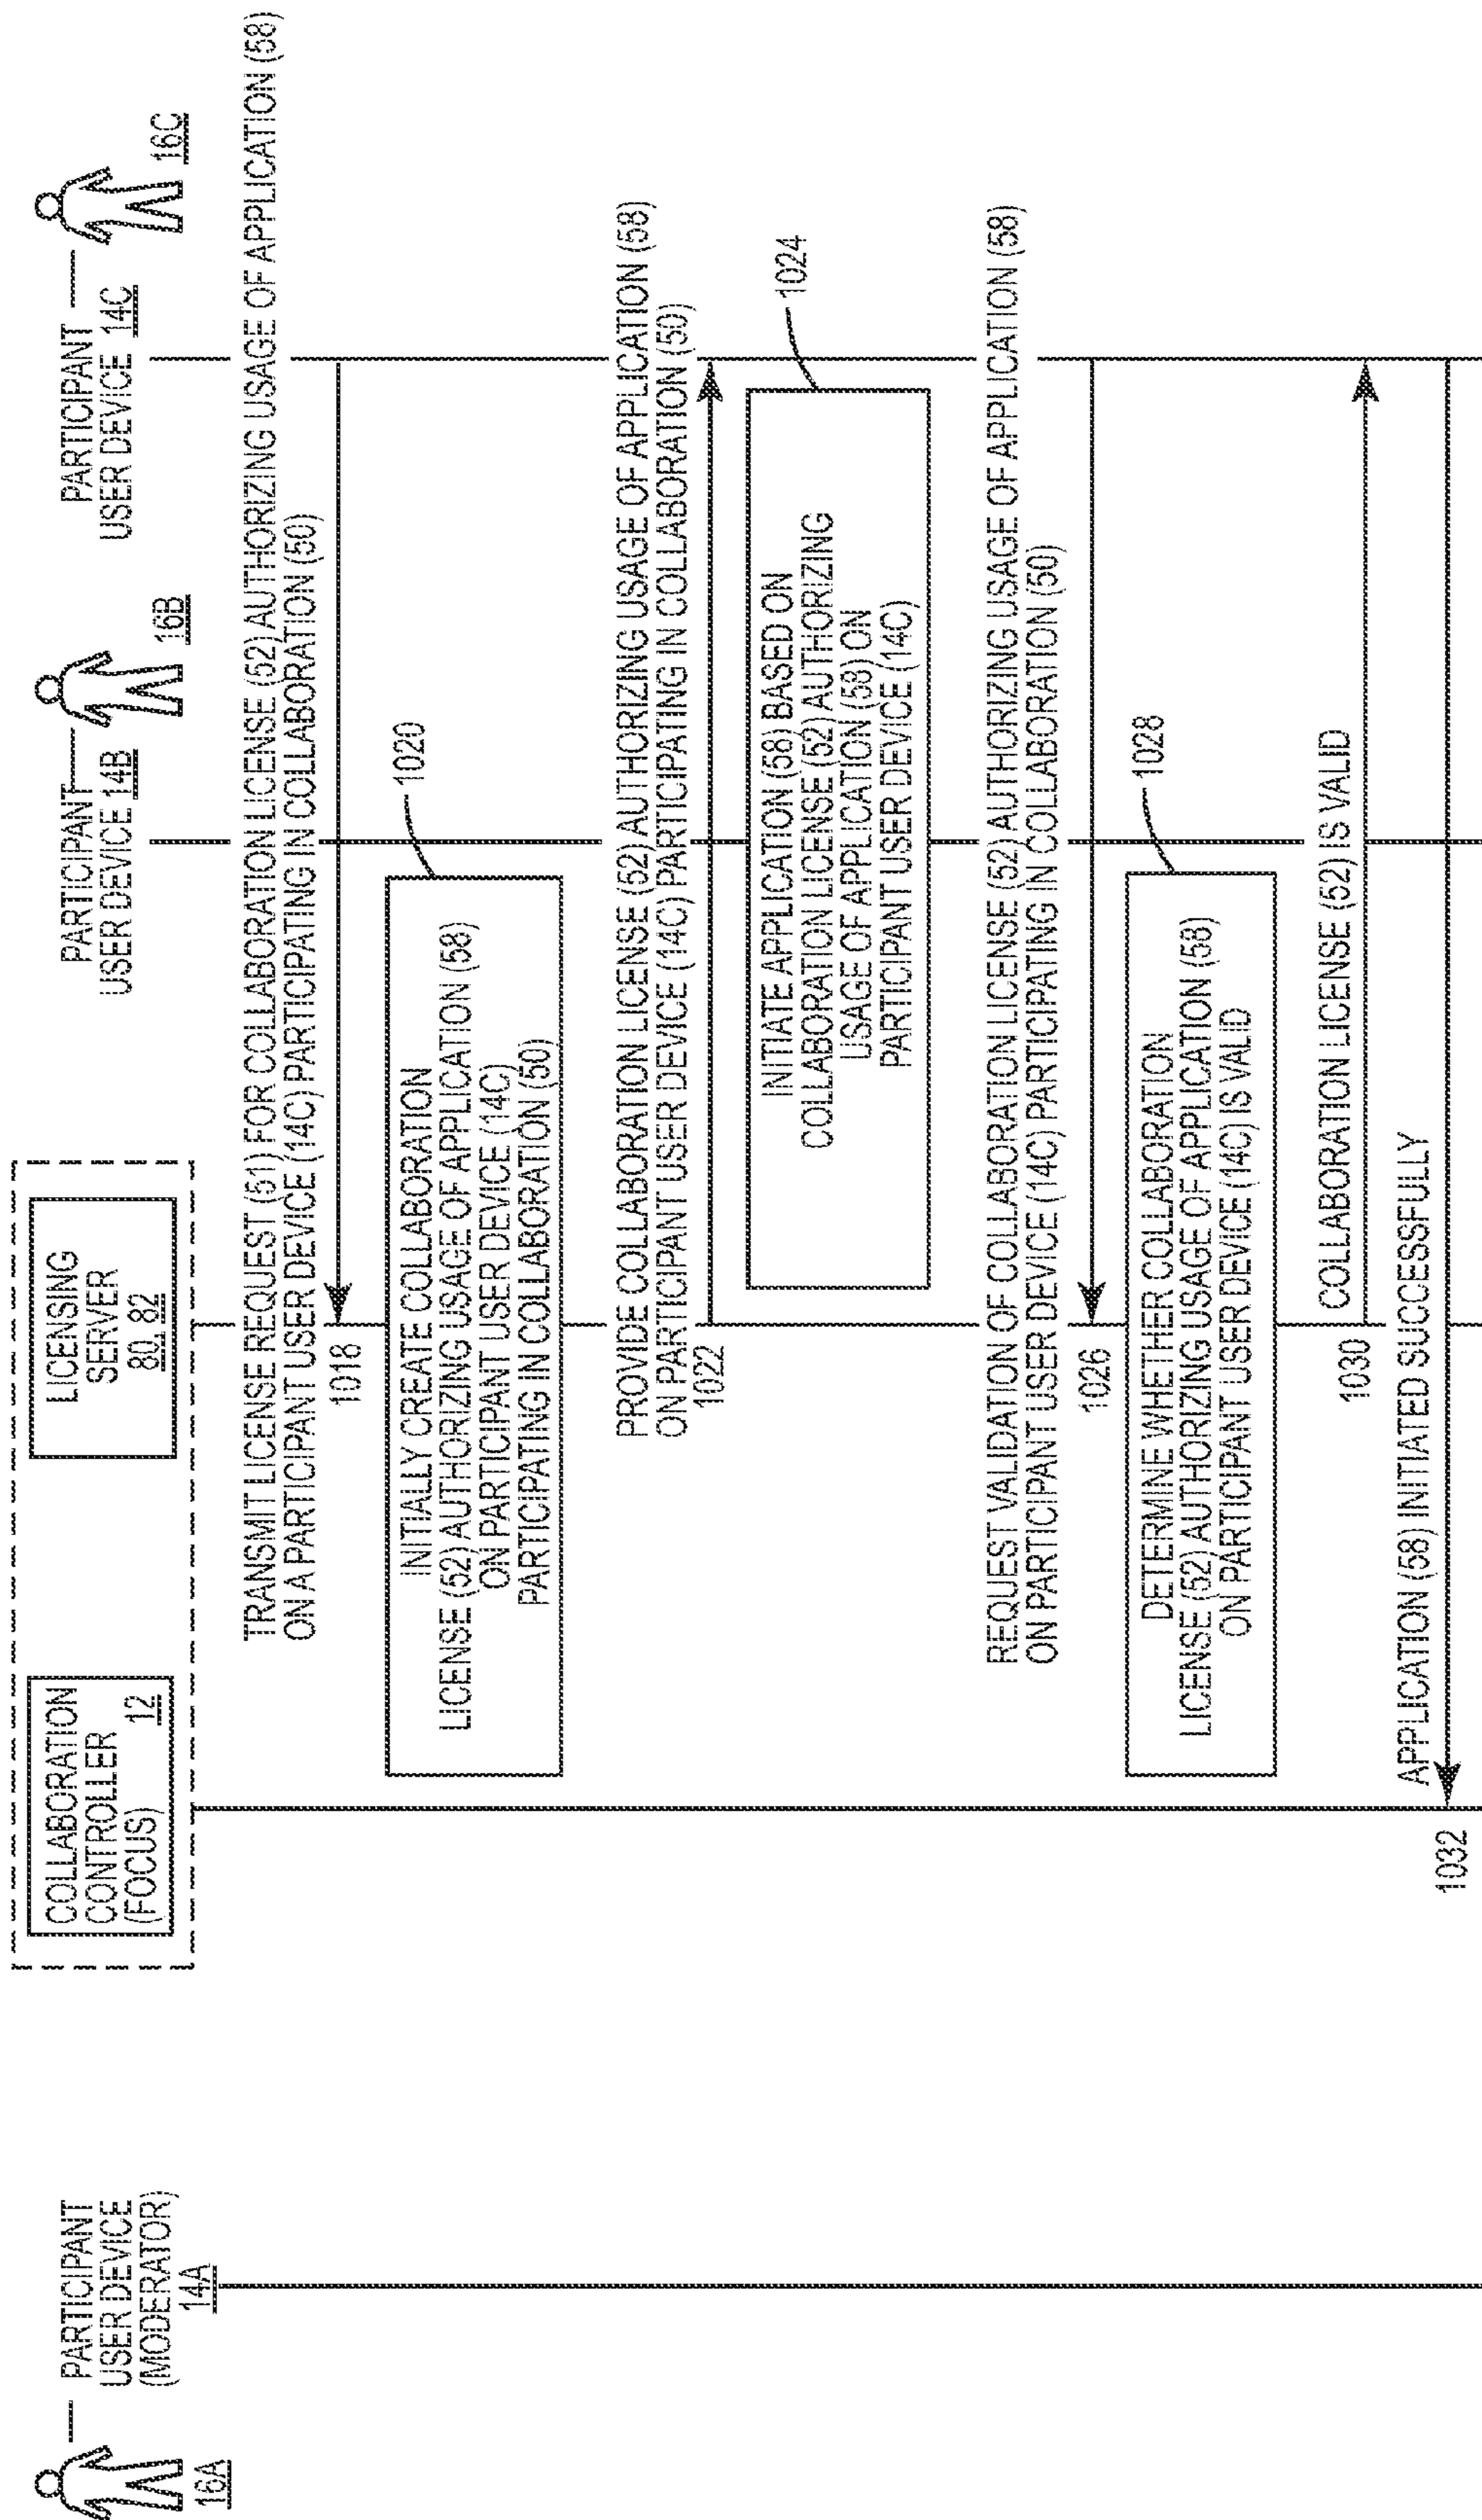 16A
PARTICIPANT
USER DEVICE
(MODERATOR)
14A
COLLABORATION
CONTROLLER
(FOCUS) 12
LICENSING
SERVER
80, 82
PARTICIPANT
USER DEVICE 14B
16B
PARTICIPANT
USER DEVICE 14C
16C
TRANSMIT LICENSE REQUEST (51) FOR COLLABORATION LICENSE (52) AUTHORIZING USAGE OF APPLICATION (58)
ON A PARTICIPANT USER DEVICE (14C) PARTICIPATING IN COLLABORATION (50)
1018
1020
INITIALLY CREATE COLLABORATION
LICENSE (52) AUTHORIZING USAGE OF APPLICATION (58)
ON PARTICIPANT USER DEVICE (14C)
PARTICIPATING IN COLLABORATION (50)
PROVIDE COLLABORATION LICENSE (52) AUTHORIZING USAGE OF APPLICATION (58)
ON PARTICIPANT USER DEVICE (14C) PARTICIPATING IN COLLABORATION (50)
1022
1024
INITIATE APPLICATION (58) BASED ON
COLLABORATION LICENSE (52) AUTHORIZING
USAGE OF APPLICATION (58) ON
PARTICIPANT USER DEVICE (14C)
REQUEST VALIDATION OF COLLABORATION LICENSE (52) AUTHORIZING USAGE OF APPLICATION (58)
ON PARTICIPANT USER DEVICE (14C) PARTICIPATING IN COLLABORATION (50)
1026
1028
DETERMINE WHETHER COLLABORATION
LICENSE (52) AUTHORIZING USAGE OF APPLICATION (58)
ON PARTICIPANT USER DEVICE (14C) IS VALID
COLLABORATION LICENSE (52) IS VALID
1030
APPLICATION (58) INITIATED SUCCESSFULLY
1032